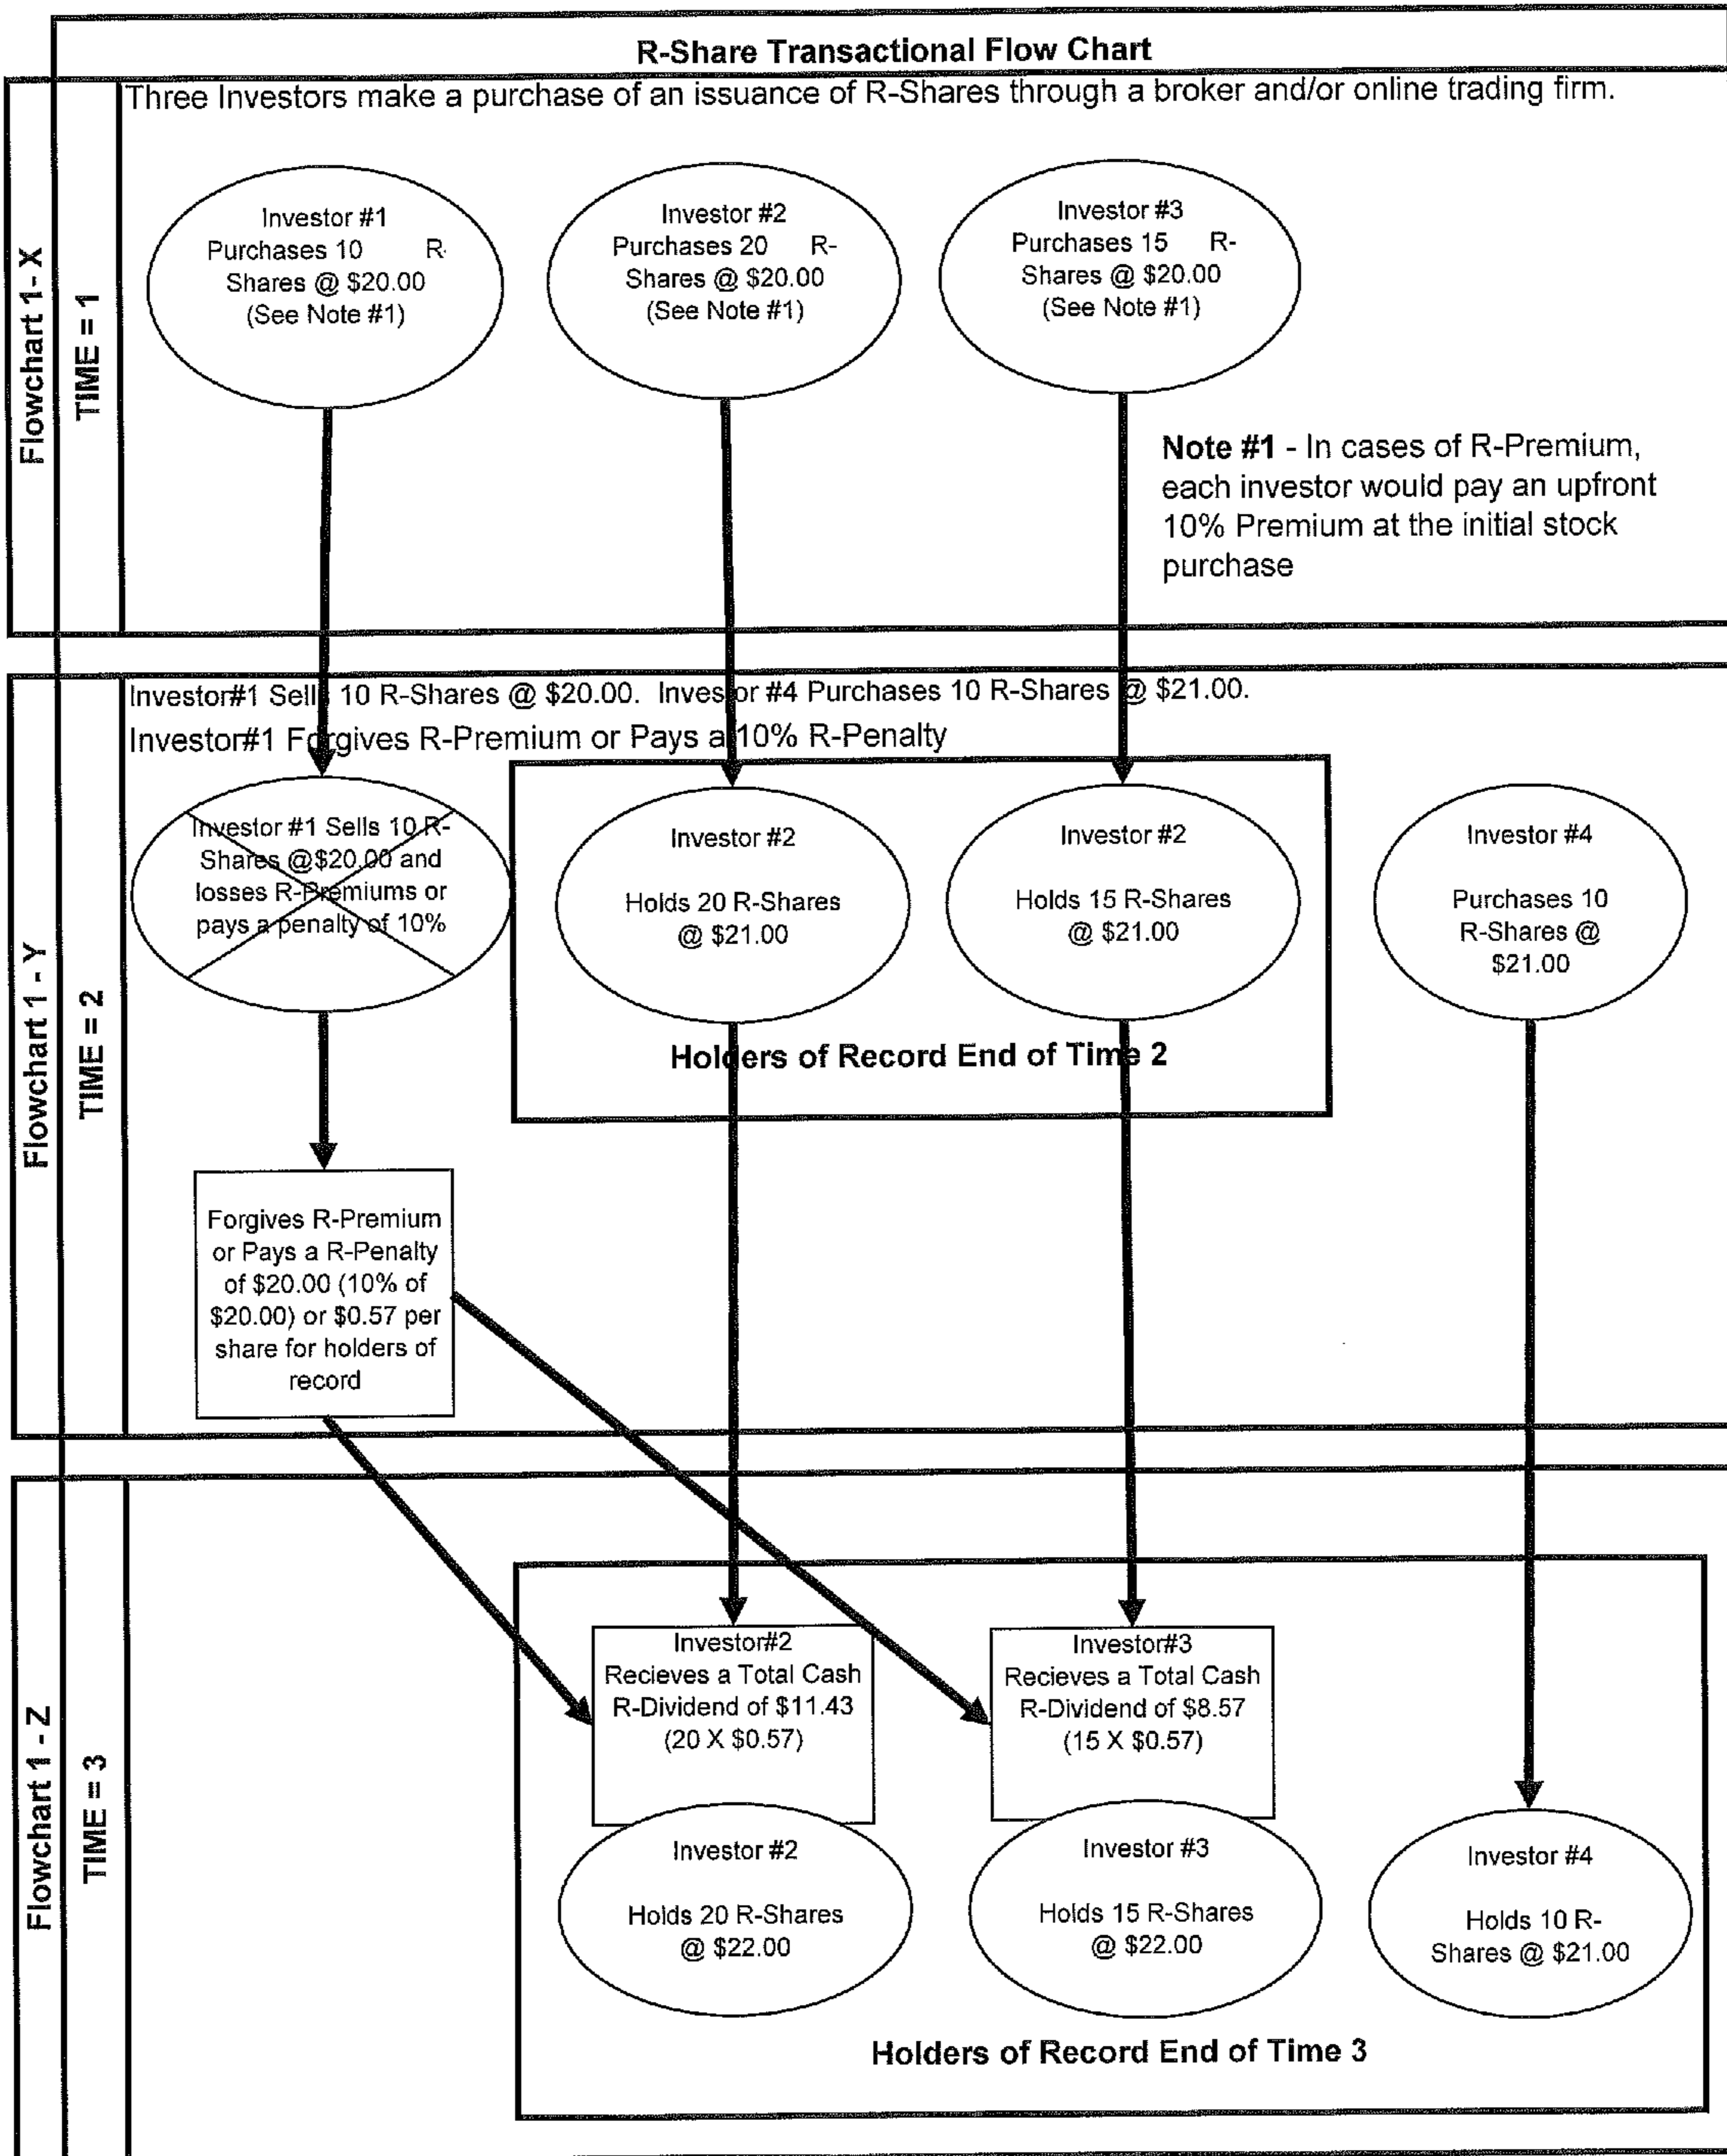 R-Share Transactional Flow Chart
Flowchart 1- X
TIME = 1
Three Investors make a purchase of an issuance of R-Shares through a broker and/or online trading firm.
Investor #1
Purchases 10 R-
Shares @ $20.00
(See Note #1)
Investor #2
Purchases 20 R-
Shares @ $20.00
(See Note #1)
Investor #3
Purchases 15 R-
Shares @ $20.00
(See Note #1)
Note #1 - In cases of R-Premium,
each investor would pay an upfront
10% Premium at the initial stock
purchase
Flowchart 1 - Y
TIME = 2
Investor#1 Sells 10 R-Shares @ $20.00. Investor #4 Purchases 10 R-Shares @ $21.00.
Investor#1 Forgives R-Premium or Pays a 10% R-Penalty
Investor #1 Sells 10 R-
Shares @$20.00 and
losses R-Premiums or
pays a penalty of 10%
Investor #2
Holds 20 R-Shares
@ $21.00
Investor #2
Holds 15 R-Shares
@ $21.00
Investor #4
Purchases 10
R-Shares @
$21.00
Holders of Record End of Time 2
Forgives R-Premium
or Pays a R-Penalty
of $20.00 (10% of
$20.00) or $0.57 per
share for holders of
record
Flowchart 1 - Z
TIME = 3
Investor#2
Recieves a Total Cash
R-Dividend of $11.43
(20 X $0.57)
Investor#3
Recieves a Total Cash
R-Dividend of $8.57
(15 X $0.57)
Investor #2
Holds 20 R-Shares
@ $22.00
Investor #3
Holds 15 R-Shares
@ $22.00
Investor #4
Holds 10 R-
Shares @ $21.00
Holders of Record End of Time 3